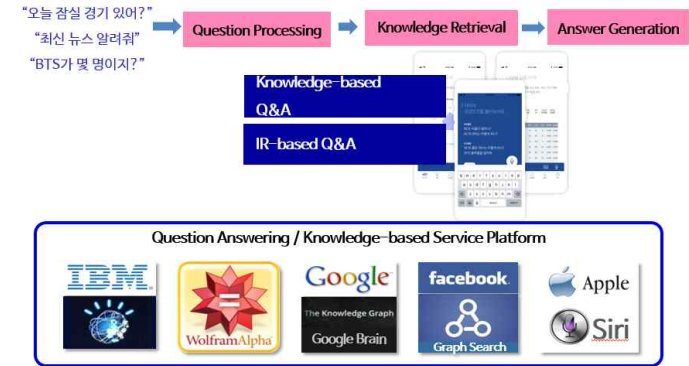 “오늘 잠실 경기 있어?”
“최신 뉴스 알려줘”
“BTS가 몇 명이지?”
Question Processing
Knowledge Retrieval
Answer Generation
Knowledge-based
Q&A
IR-based Q&A
Question Answering / Knowledge-based Service Platform
IBM
WolframAlpha
Google
The Knowledge Graph
Google Brain
facebook
Graph Search
Apple
Siri